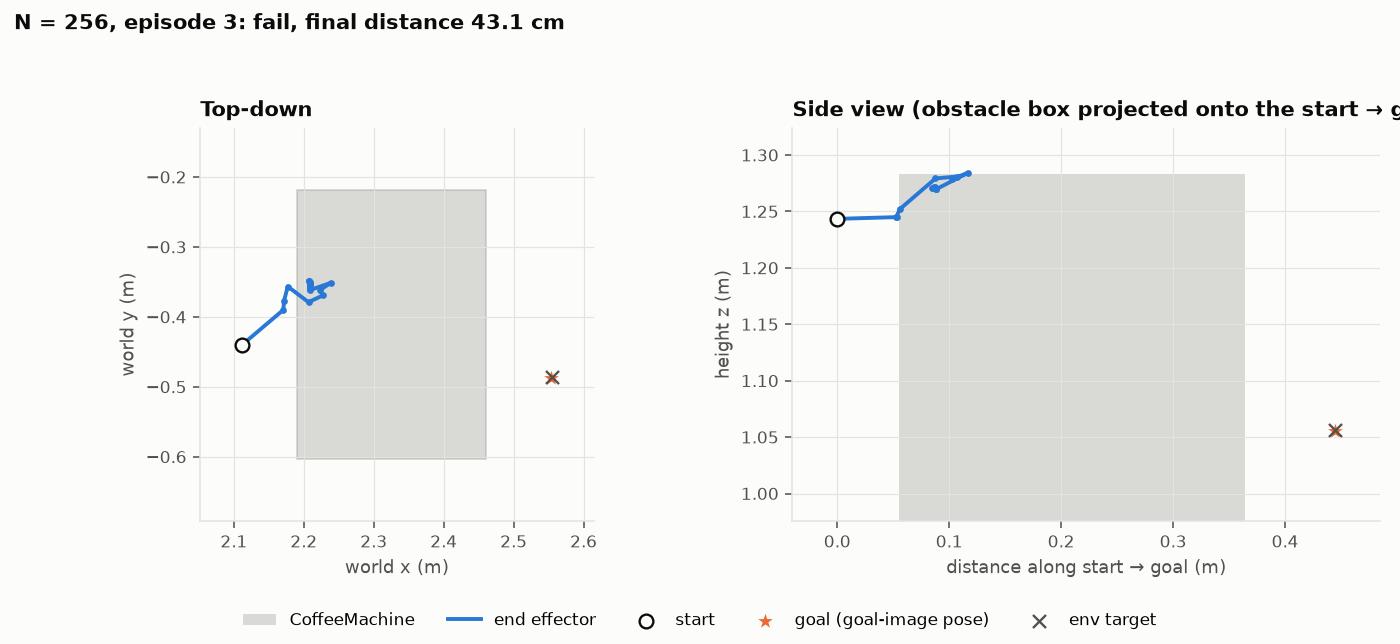 N = 256, episode 3: fail, final distance 43.1 cm
Top-down
Side view (obstacle box projected onto the start → g
−0.2
−0.3
−0.4
−0.5
−0.6
world y (m)
2.1 2.2 2.3 2.4 2.5 2.6
world x (m)
1.30
1.25
1.20
1.15
1.10
1.05
1.00
height z (m)
0.0 0.1 0.2 0.3 0.4
distance along start → goal (m)
CoffeeMachine end effector start goal (goal-image pose) env target